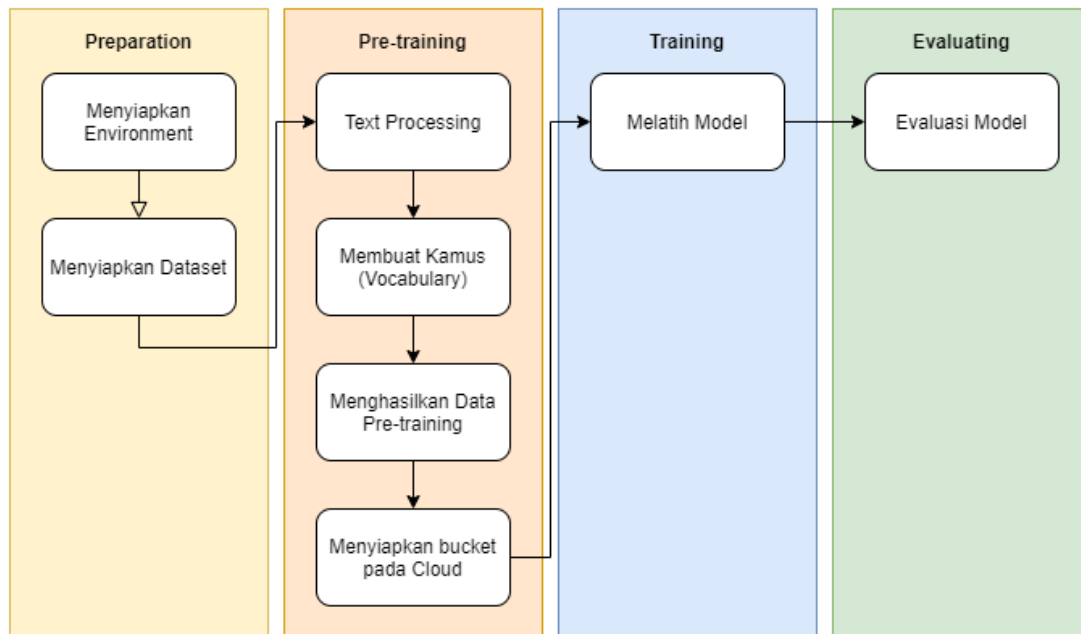 Preparation
Menyiapkan
Environment
Menyiapkan Dataset
Pre-training
Text Processing
Membuat Kamus
(Vocabulary)
Menghasilkan Data
Pre-training
Menyiapkan bucket
pada Cloud
Training
Melatih Model
Evaluating
Evaluasi Model